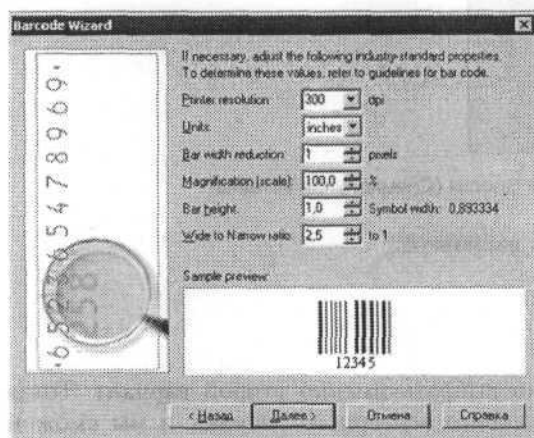 Barcode Wizard
If necessary, adjust the following industry-standard properties.
To determine these values, refer to guidelines for bar code.
Printer resolution: 300 dpi
Units: inches
Bar width reduction: 1 pixels
Magnification (scale): 100,0 %
Bar height: 1,0 Symbol width: 0,893334
Wide to Narrow ratio: 2,5 to 1
Sample preview:
12345
< Назад Далее > Отмена Справка